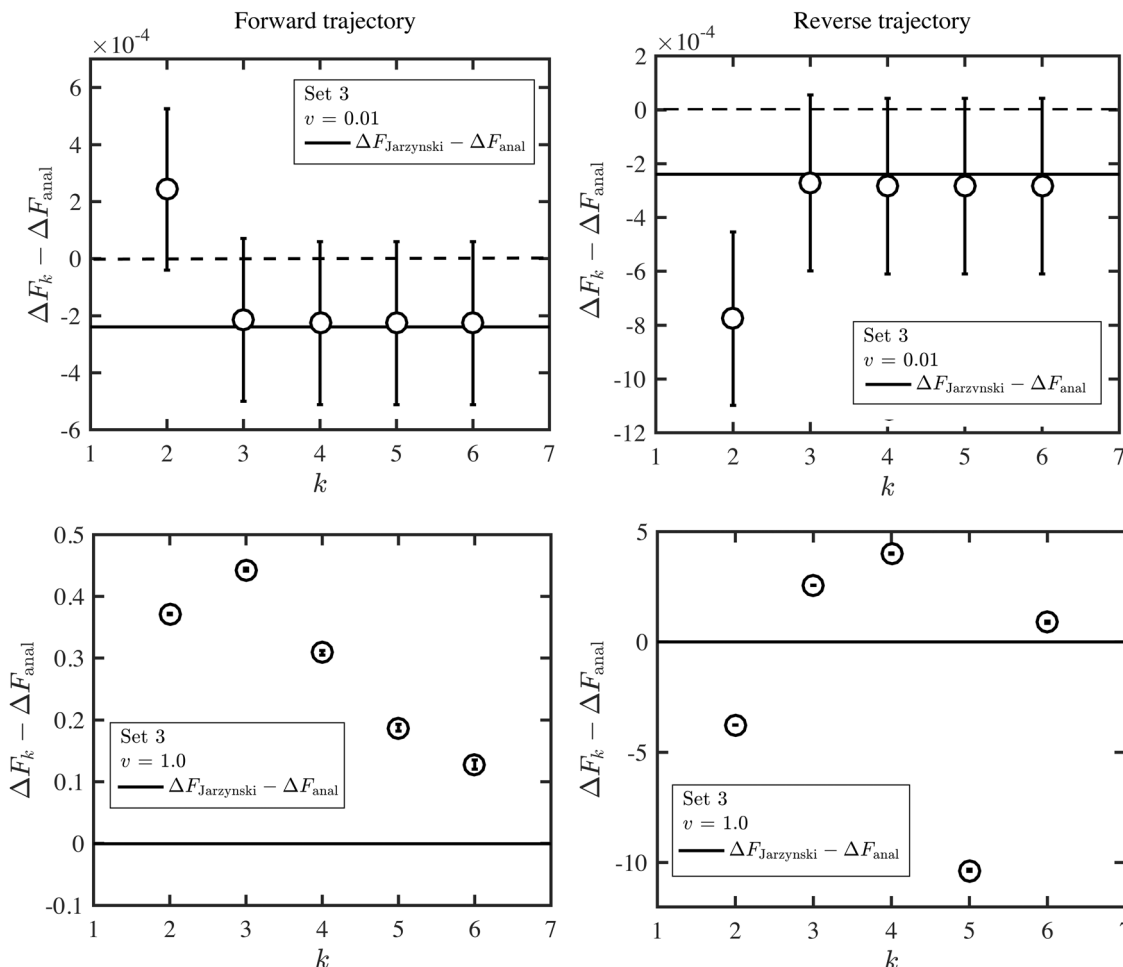 Forward trajectory
×10⁻⁴
6
4
2
0
-2
-4
-6
1 2 3 4 5 6 7
k
ΔF_k − ΔF_anal
Set 3
v = 0.01
ΔF_Jarzynski − ΔF_anal
Reverse trajectory
×10⁻⁴
2
0
-2
-4
-6
-8
-10
-12
1 2 3 4 5 6 7
k
ΔF_k − ΔF_anal
Set 3
v = 0.01
ΔF_Jarzvnski − ΔF_anal
0.5
0.4
0.3
0.2
0.1
0
-0.1
1 2 3 4 5 6 7
k
ΔF_k − ΔF_anal
Set 3
v = 1.0
ΔF_Jarzynski − ΔF_anal
5
0
-5
-10
1 2 3 4 5 6 7
k
ΔF_k − ΔF_anal
Set 3
v = 1.0
ΔF_Jarzynski − ΔF_anal